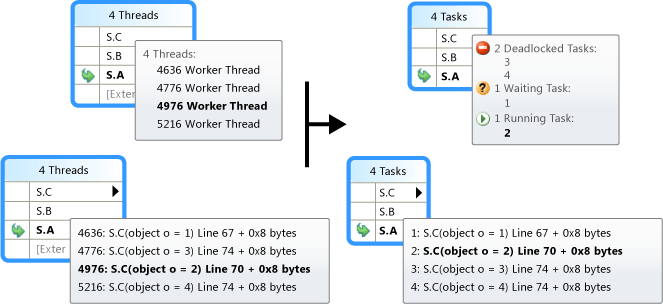 4 Threads
S.C
S.B
S.A
[Exter
4 Threads:
4636 Worker Thread
4776 Worker Thread
4976 Worker Thread
5216 Worker Thread
4 Tasks
S.C
S.B
S.A
2 Deadlocked Tasks:
3
4
1 Waiting Task:
1
1 Running Task:
2
4 Threads
S.C
S.B
S.A
[Exter
4636: S.C(object o = 1) Line 67 + 0x8 bytes
4776: S.C(object o = 3) Line 74 + 0x8 bytes
4976: S.C(object o = 2) Line 70 + 0x8 bytes
5216: S.C(object o = 4) Line 74 + 0x8 bytes
4 Tasks
S.C
S.B
S.A
1: S.C(object o = 1) Line 67 + 0x8 bytes
2: S.C(object o = 2) Line 70 + 0x8 bytes
3: S.C(object o = 3) Line 74 + 0x8 bytes
4: S.C(object o = 4) Line 74 + 0x8 bytes